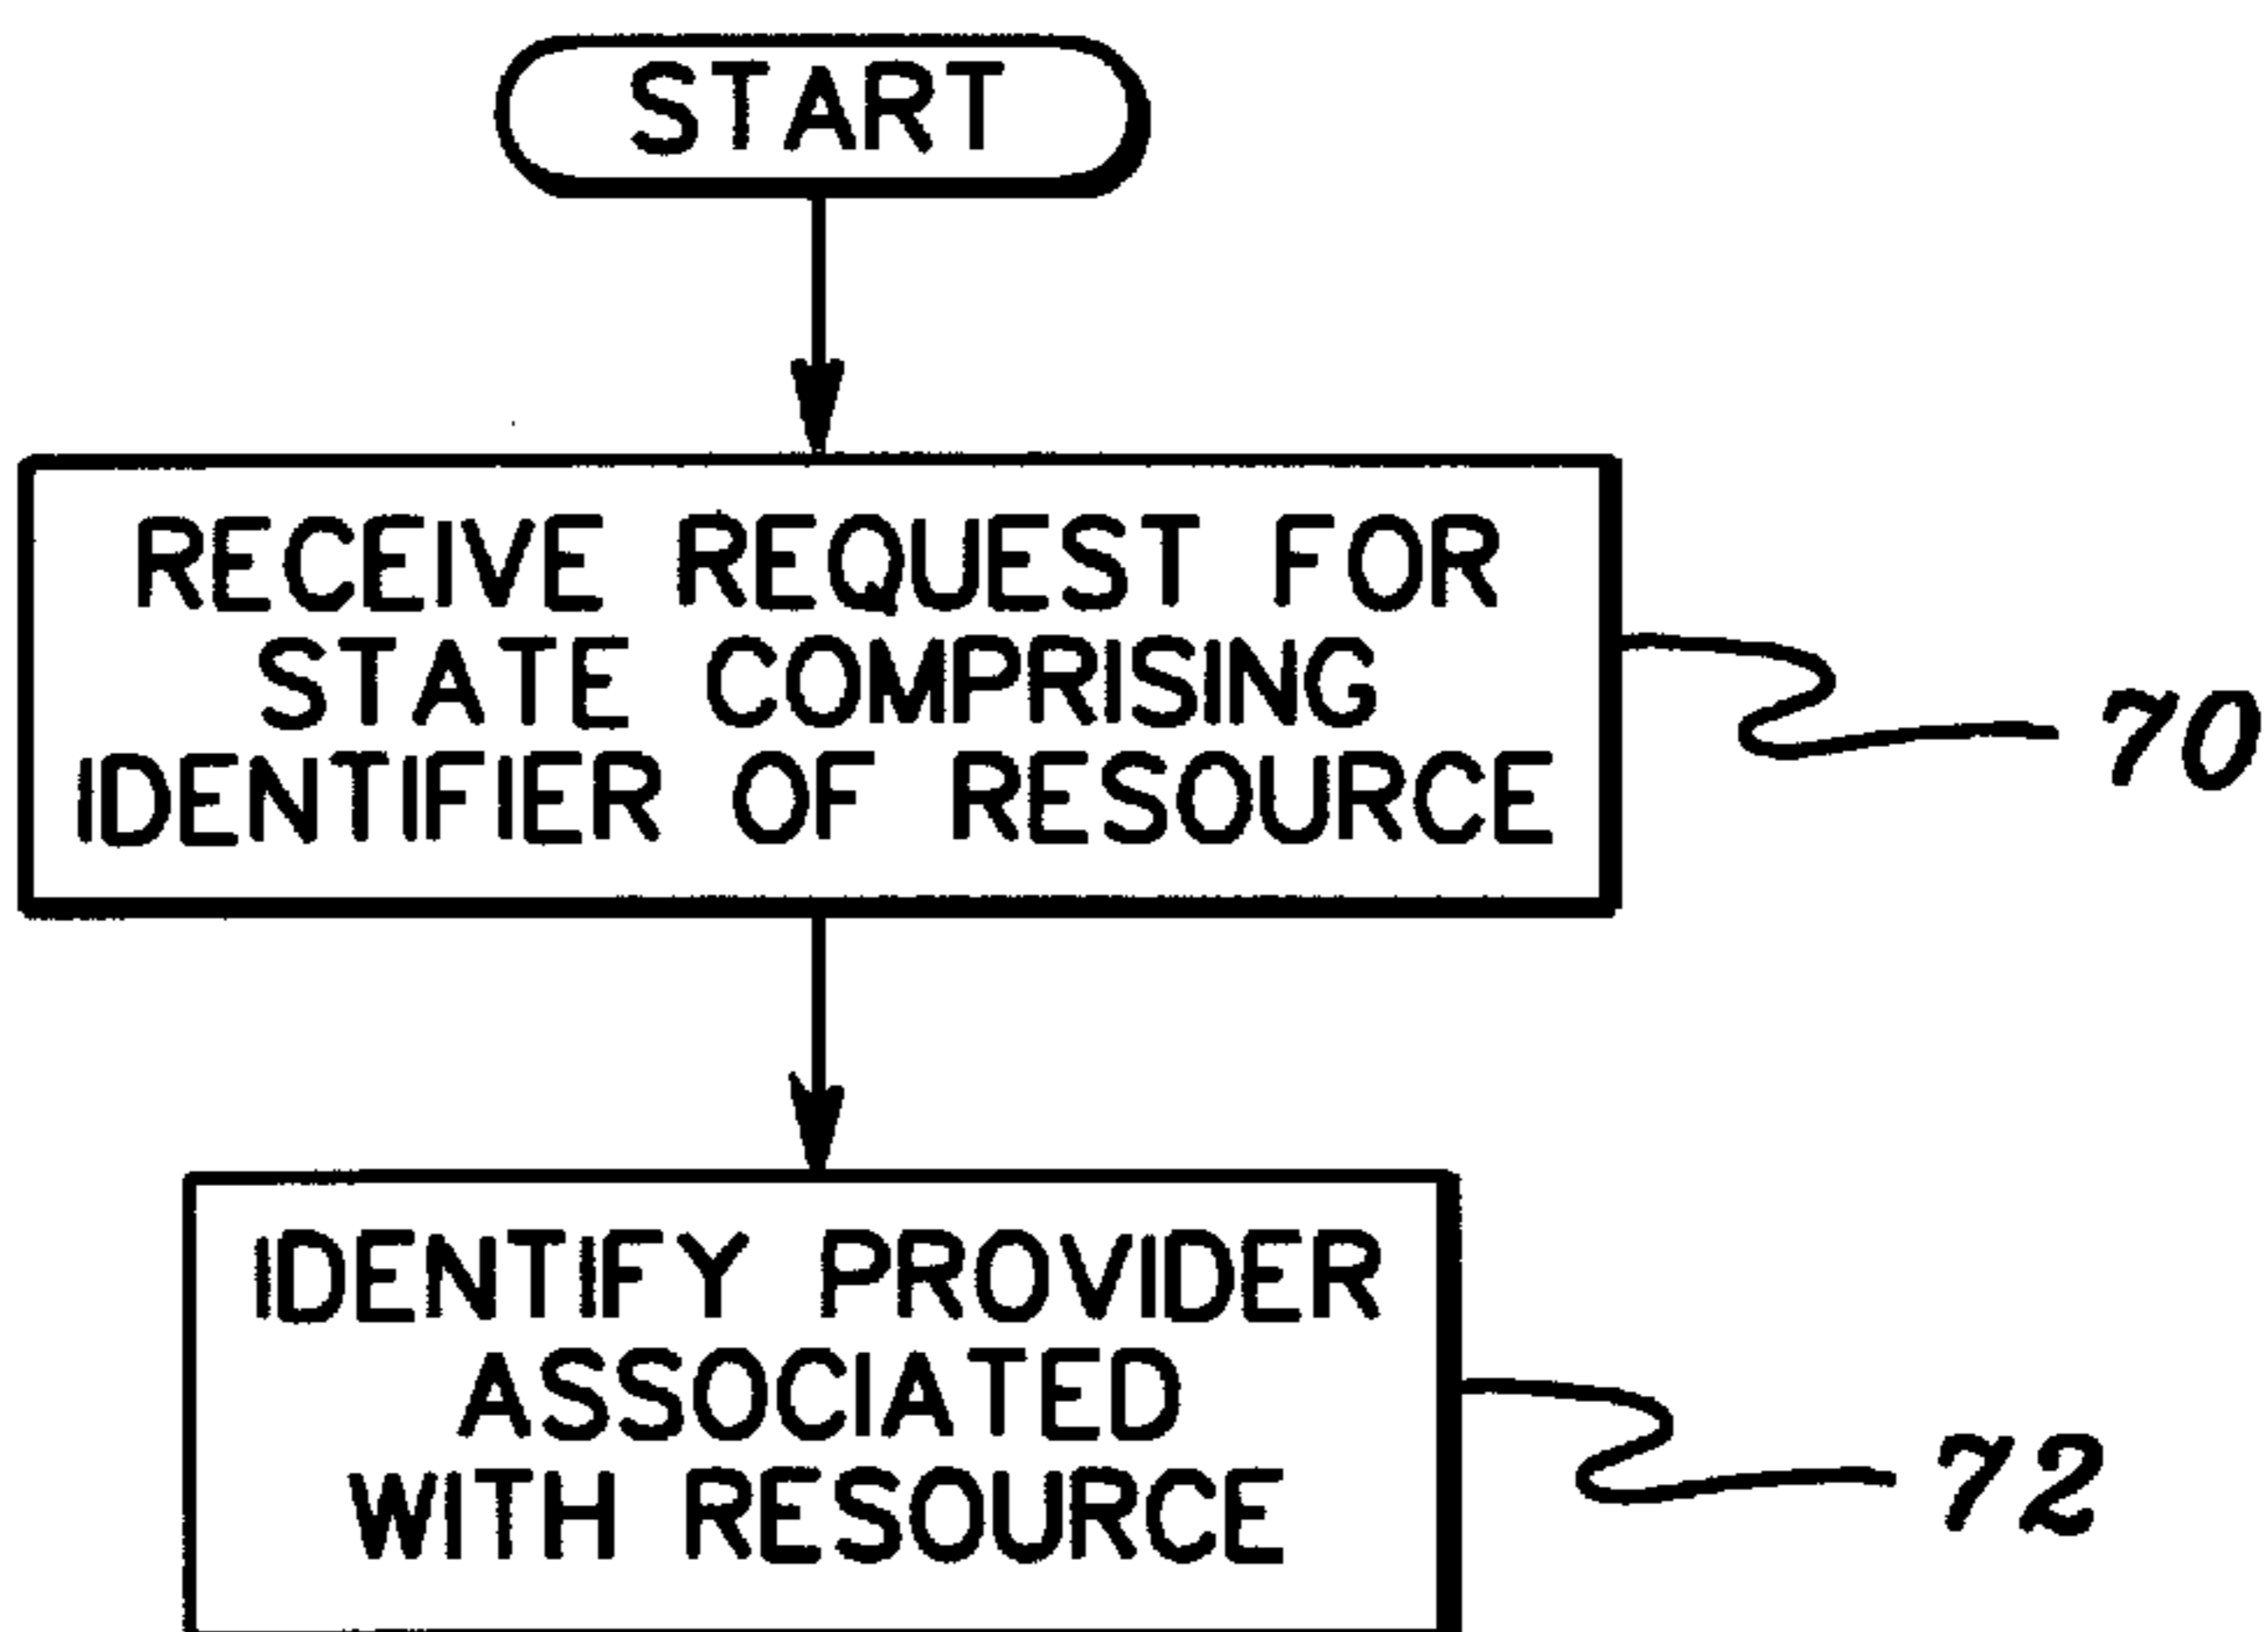 START
RECEIVE REQUEST FOR
STATE COMPRISING
IDENTIFIER OF RESOURCE
70
IDENTIFY PROVIDER
ASSOCIATED
WITH RESOURCE
72